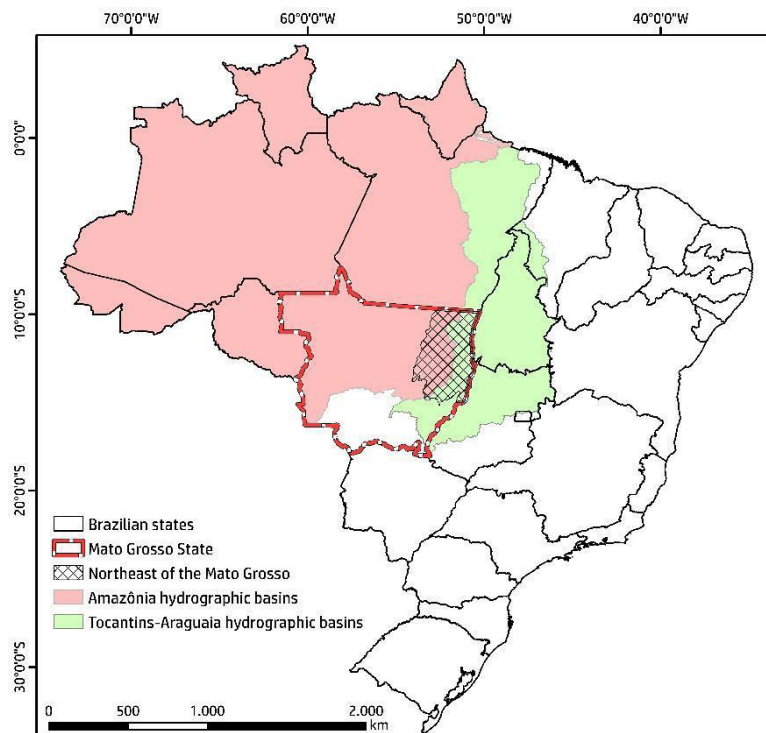 70°0'0"W 60°0'0"W 50°0'0"W 40°0'0"W
0°0'0"
10°0'0"S
20°0'0"S
30°0'0"S
Brazilian states
Mato Grosso State
Northeast of the Mato Grosso
Amazônia hydrographic basins
Tocantins-Araguaia hydrographic basins
0 500 1.000 2.000
km